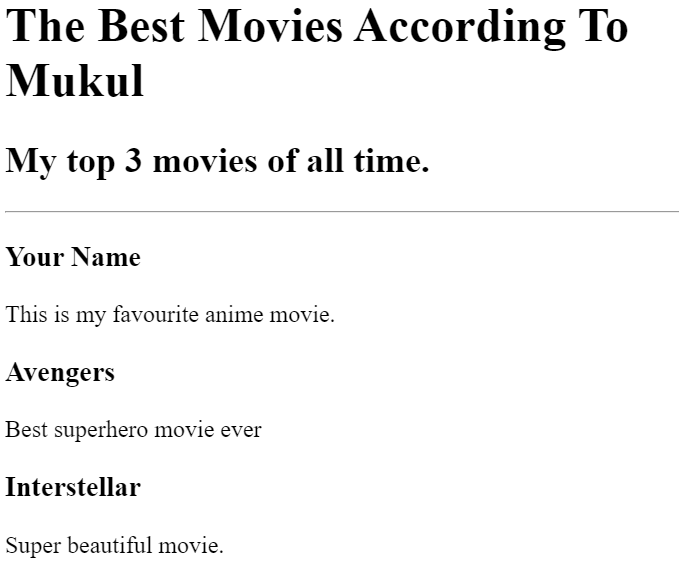 The Best Movies According To
Mukul
My top 3 movies of all time.
Your Name
This is my favourite anime movie.
Avengers
Best superhero movie ever
Interstellar
Super beautiful movie.